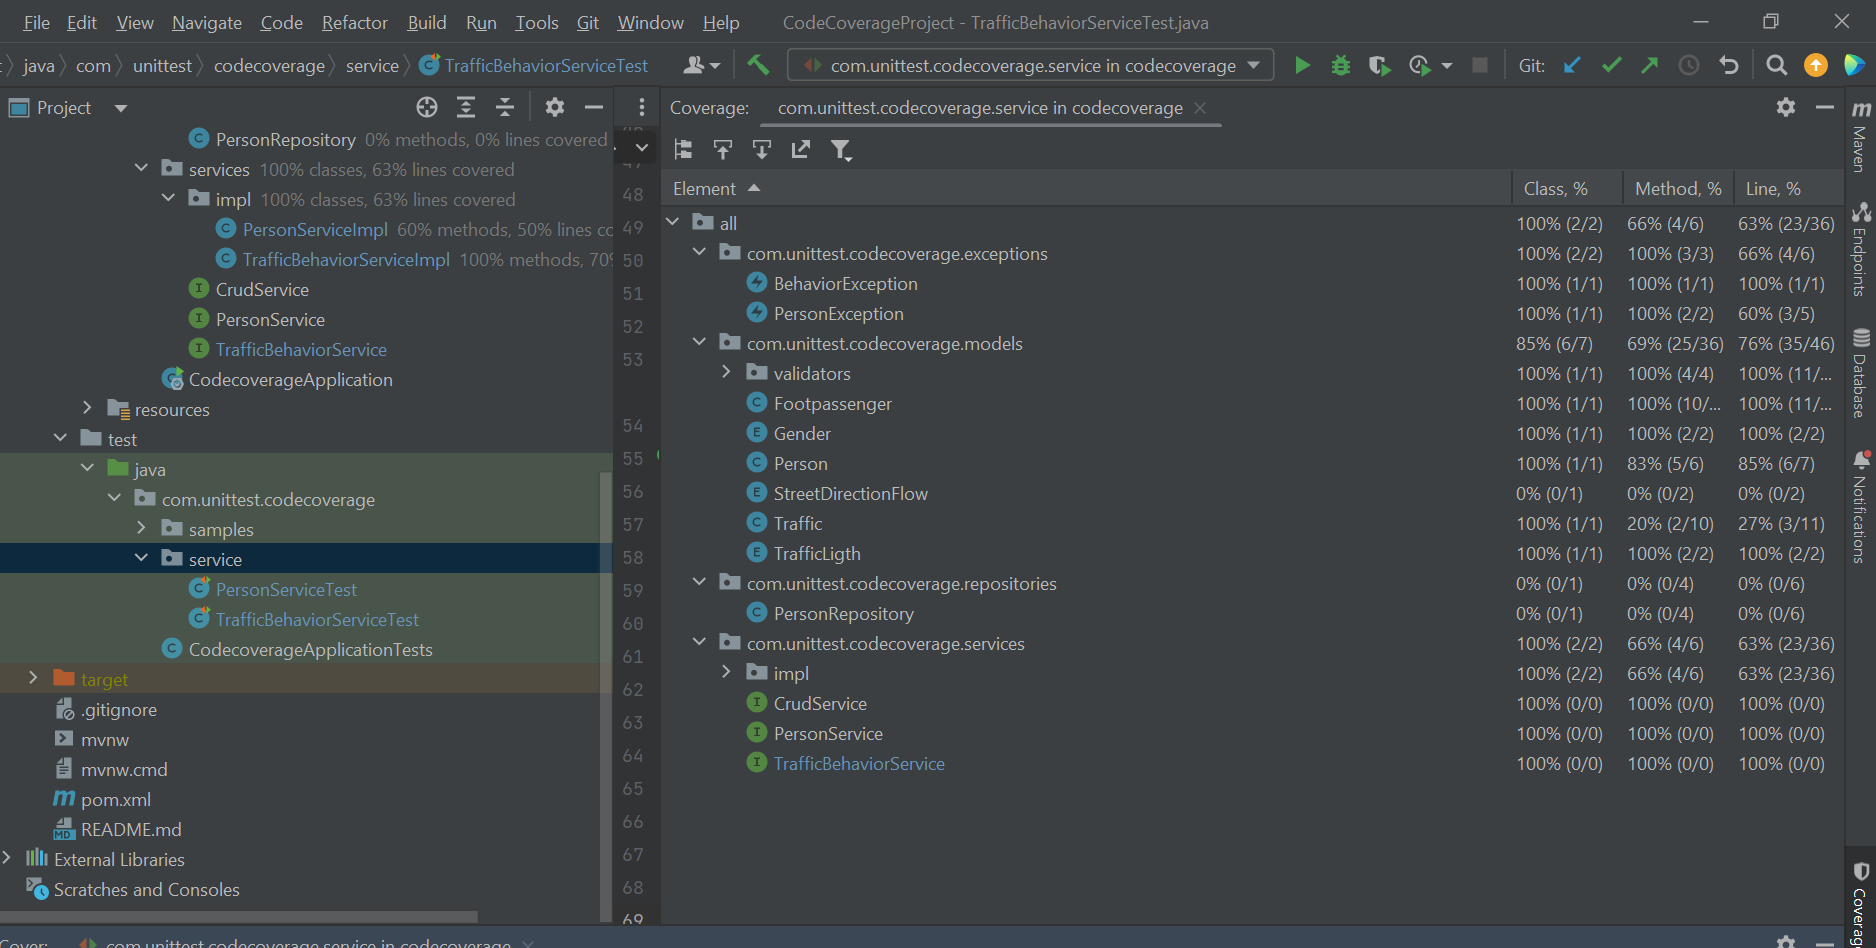 File Edit View Navigate Code Refactor Build Run Tools Git Window Help CodeCoverageProject - TrafficBehaviorServiceTest.java
java com unittest codecoverage service TrafficBehaviorServiceTest com.unittest.codecoverage.service in codecoverage Git:
Project
PersonRepository 0% methods, 0% lines covered
services 100% classes, 63% lines covered
impl 100% classes, 63% lines covered
PersonServiceImpl 60% methods, 50% lines co
TrafficBehaviorServiceImpl 100% methods, 70%
CrudService
PersonService
TrafficBehaviorService
CodecoverageApplication
resources
test
java
com.unittest.codecoverage
samples
service
PersonServiceTest
TrafficBehaviorServiceTest
CodecoverageApplicationTests
target
.gitignore
mvnw
mvnw.cmd
pom.xml
README.md
External Libraries
Scratches and Consoles
48
49
50
51
52
53
54
55
56
57
58
59
60
61
62
63
64
65
66
67
68
69
Coverage: com.unittest.codecoverage.service in codecoverage
Element Class, % Method, % Line, %
all 100% (2/2) 66% (4/6) 63% (23/36)
com.unittest.codecoverage.exceptions 100% (2/2) 100% (3/3) 66% (4/6)
BehaviorException 100% (1/1) 100% (1/1) 100% (1/1)
PersonException 100% (1/1) 100% (2/2) 60% (3/5)
com.unittest.codecoverage.models 85% (6/7) 69% (25/36) 76% (35/46)
validators 100% (1/1) 100% (4/4) 100% (11/...
Footpassenger 100% (1/1) 100% (10/... 100% (11/...
Gender 100% (1/1) 100% (2/2) 100% (2/2)
Person 100% (1/1) 83% (5/6) 85% (6/7)
StreetDirectionFlow 0% (0/1) 0% (0/2) 0% (0/2)
Traffic 100% (1/1) 20% (2/10) 27% (3/11)
TrafficLigth 100% (1/1) 100% (2/2) 100% (2/2)
com.unittest.codecoverage.repositories 0% (0/1) 0% (0/4) 0% (0/6)
PersonRepository 0% (0/1) 0% (0/4) 0% (0/6)
com.unittest.codecoverage.services 100% (2/2) 66% (4/6) 63% (23/36)
impl 100% (2/2) 66% (4/6) 63% (23/36)
CrudService 100% (0/0) 100% (0/0) 100% (0/0)
PersonService 100% (0/0) 100% (0/0) 100% (0/0)
TrafficBehaviorService 100% (0/0) 100% (0/0) 100% (0/0)
Maven
Endpoints
Database
Notifications
Coverage
Cover: com.unittest.codecoverage.service in codecoverage